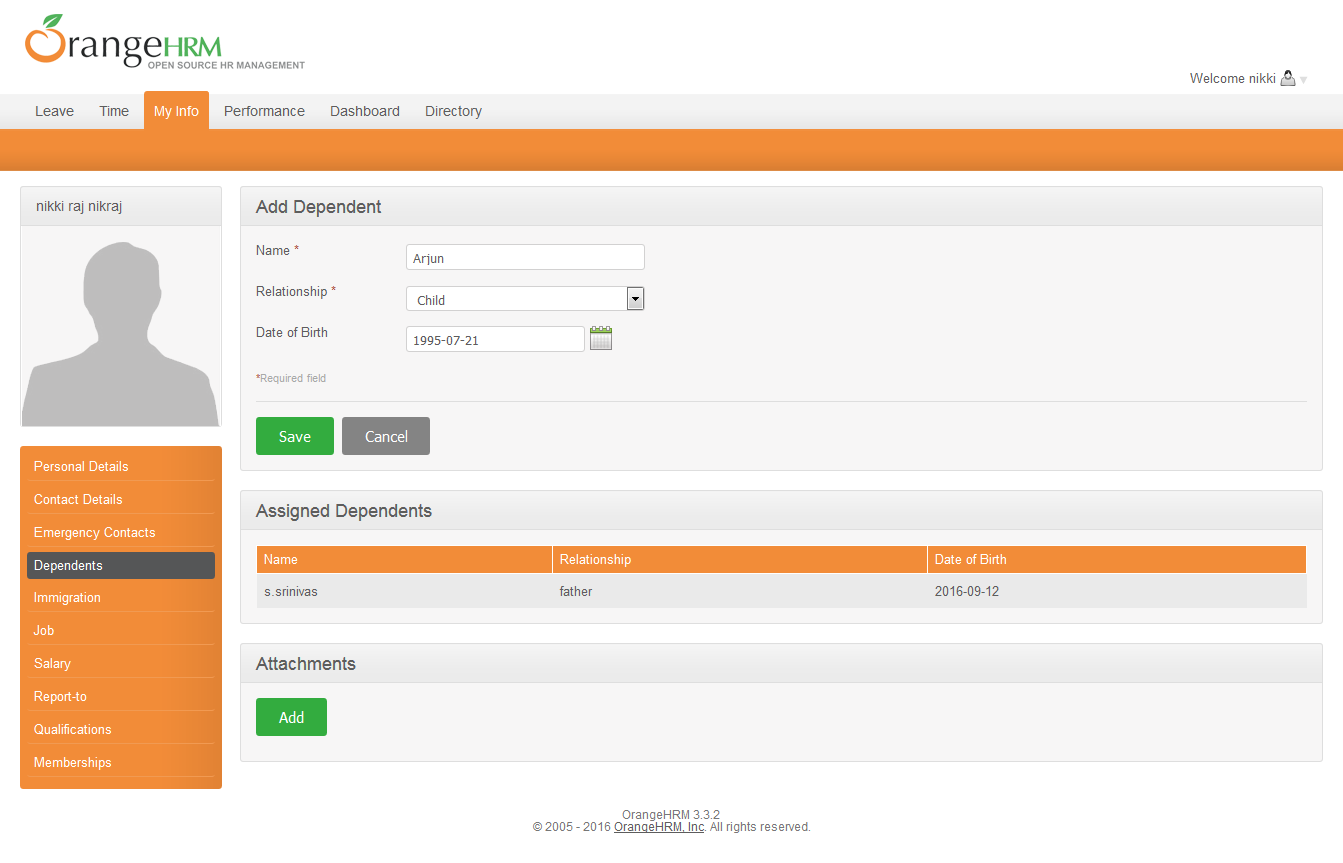 OrangeHRM
OPEN SOURCE HR MANAGEMENT
Welcome nikki
Leave Time My Info Performance Dashboard Directory
nikki raj nikraj
Personal Details
Contact Details
Emergency Contacts
Dependents
Immigration
Job
Salary
Report-to
Qualifications
Memberships
Add Dependent
Name * Arjun
Relationship * Child
Date of Birth 1995-07-21
*Required field
Save Cancel
Assigned Dependents
Name Relationship Date of Birth
s.srinivas father 2016-09-12
Attachments
Add
OrangeHRM 3.3.2
© 2005 - 2016 OrangeHRM, Inc. All rights reserved.